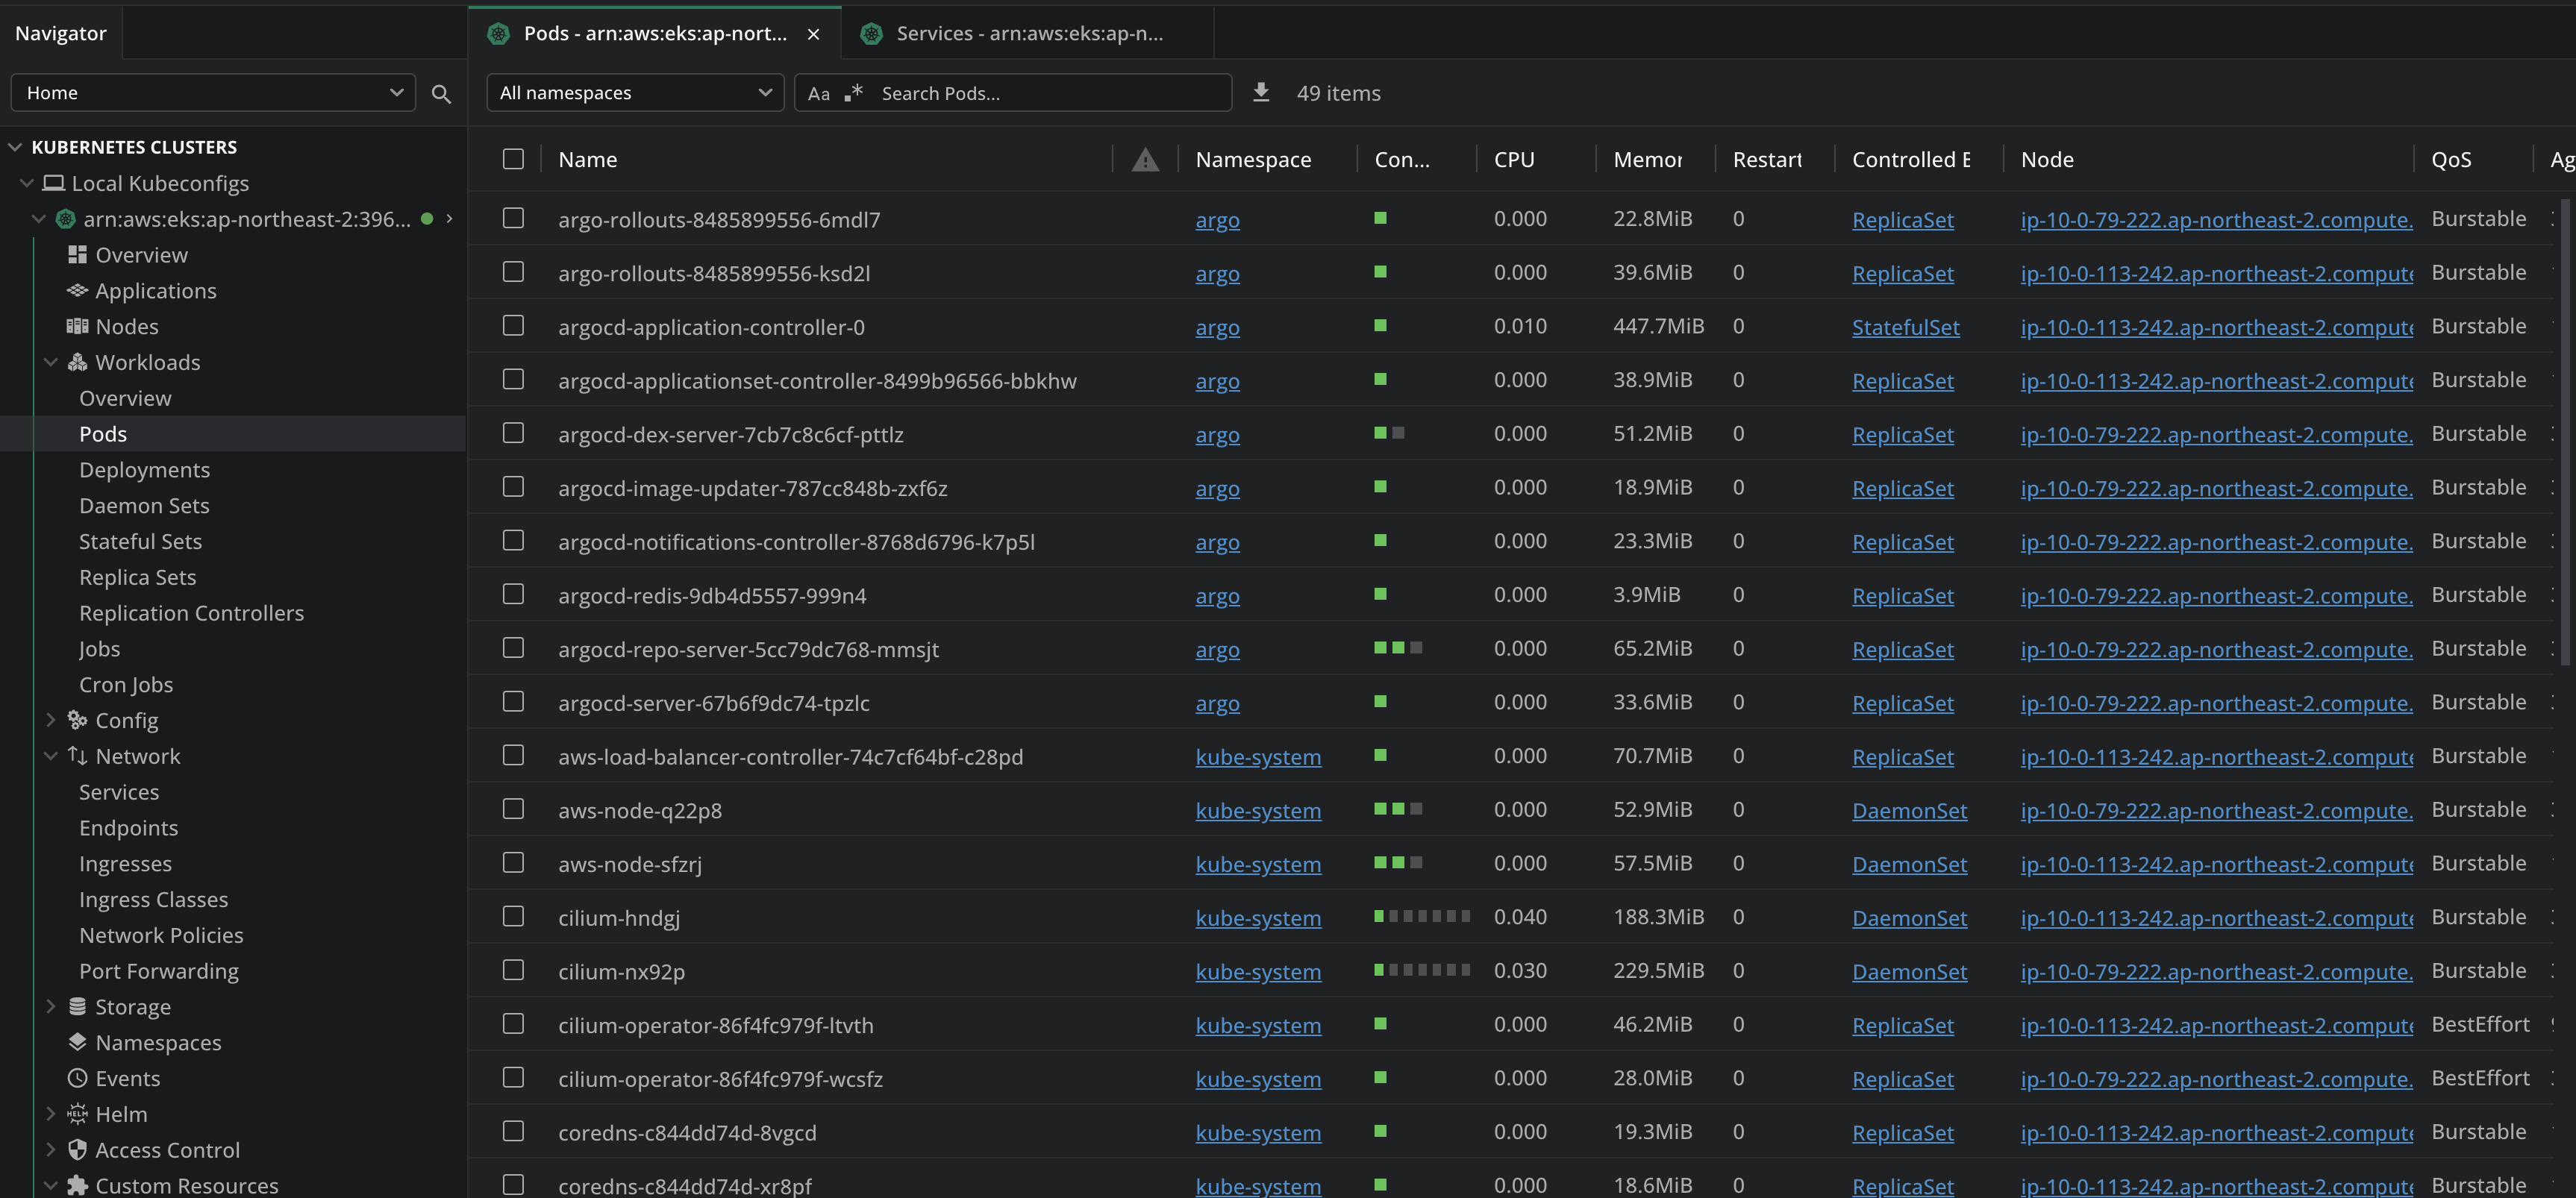 Navigator
Pods - arn:aws:eks:ap-nort...
Services - arn:aws:eks:ap-n...
Home
All namespaces
Aa .* Search Pods...
49 items
KUBERNETES CLUSTERS
Local Kubeconfigs
arn:aws:eks:ap-northeast-2:396...
Overview
Applications
Nodes
Workloads
Overview
Pods
Deployments
Daemon Sets
Stateful Sets
Replica Sets
Replication Controllers
Jobs
Cron Jobs
Config
Network
Services
Endpoints
Ingresses
Ingress Classes
Network Policies
Port Forwarding
Storage
Namespaces
Events
HELM Helm
Access Control
Custom Resources
Name Namespace Con... CPU Memor Restart Controlled Node QoS Ag
argo-rollouts-8485899556-6mdl7 argo 0.000 22.8MiB 0 ReplicaSet ip-10-0-79-222.ap-northeast-2.compute. Burstable
argo-rollouts-8485899556-ksd2l argo 0.000 39.6MiB 0 ReplicaSet ip-10-0-113-242.ap-northeast-2.compute Burstable
argocd-application-controller-0 argo 0.010 447.7MiB 0 StatefulSet ip-10-0-113-242.ap-northeast-2.compute Burstable
argocd-applicationset-controller-8499b96566-bbkhw argo 0.000 38.9MiB 0 ReplicaSet ip-10-0-113-242.ap-northeast-2.compute Burstable
argocd-dex-server-7cb7c8c6cf-pttlz argo 0.000 51.2MiB 0 ReplicaSet ip-10-0-79-222.ap-northeast-2.compute. Burstable
argocd-image-updater-787cc848b-zxf6z argo 0.000 18.9MiB 0 ReplicaSet ip-10-0-79-222.ap-northeast-2.compute. Burstable
argocd-notifications-controller-8768d6796-k7p5l argo 0.000 23.3MiB 0 ReplicaSet ip-10-0-79-222.ap-northeast-2.compute. Burstable
argocd-redis-9db4d5557-999n4 argo 0.000 3.9MiB 0 ReplicaSet ip-10-0-79-222.ap-northeast-2.compute. Burstable
argocd-repo-server-5cc79dc768-mmsjt argo 0.000 65.2MiB 0 ReplicaSet ip-10-0-79-222.ap-northeast-2.compute. Burstable
argocd-server-67b6f9dc74-tpzlc argo 0.000 33.6MiB 0 ReplicaSet ip-10-0-79-222.ap-northeast-2.compute. Burstable
aws-load-balancer-controller-74c7cf64bf-c28pd kube-system 0.000 70.7MiB 0 ReplicaSet ip-10-0-113-242.ap-northeast-2.compute Burstable
aws-node-q22p8 kube-system 0.000 52.9MiB 0 DaemonSet ip-10-0-79-222.ap-northeast-2.compute. Burstable
aws-node-sfzrj kube-system 0.000 57.5MiB 0 DaemonSet ip-10-0-113-242.ap-northeast-2.compute Burstable
cilium-hndgj kube-system 0.040 188.3MiB 0 DaemonSet ip-10-0-113-242.ap-northeast-2.compute Burstable
cilium-nx92p kube-system 0.030 229.5MiB 0 DaemonSet ip-10-0-79-222.ap-northeast-2.compute. Burstable
cilium-operator-86f4fc979f-ltvth kube-system 0.000 46.2MiB 0 ReplicaSet ip-10-0-113-242.ap-northeast-2.compute BestEffort
cilium-operator-86f4fc979f-wcsfz kube-system 0.000 28.0MiB 0 ReplicaSet ip-10-0-79-222.ap-northeast-2.compute. BestEffort
coredns-c844dd74d-8vgcd kube-system 0.000 19.3MiB 0 ReplicaSet ip-10-0-113-242.ap-northeast-2.compute Burstable
coredns-c844dd74d-xr8pf kube-system 0.000 18.6MiB 0 ReplicaSet ip-10-0-113-242.ap-northeast-2.compute Burstable